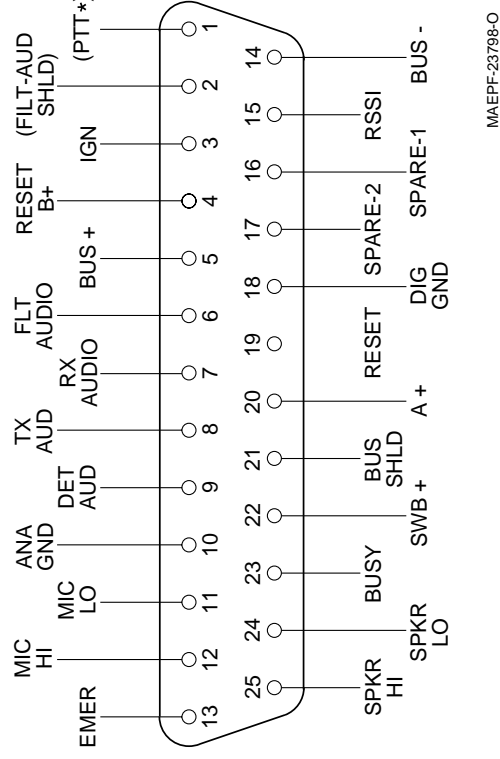 EMER
MIC
HI
MIC
LO
ANA
GND
DET
AUD
TX
AUD
RX
AUDIO
FLT
AUDIO
BUS +
RESET
B+
IGN
(FILT-AUD
SHLD)
(PTT*)
13
12
11
10
9
8
7
6
5
4
3
2
1
25
24
23
22
21
20
19
18
17
16
15
14
SPKR
HI
SPKR
LO
BUSY
SWB +
BUS
SHLD
A +
RESET
DIG
GND
SPARE-2
SPARE-1
RSSI
BUS -
MAEPF-23798-O